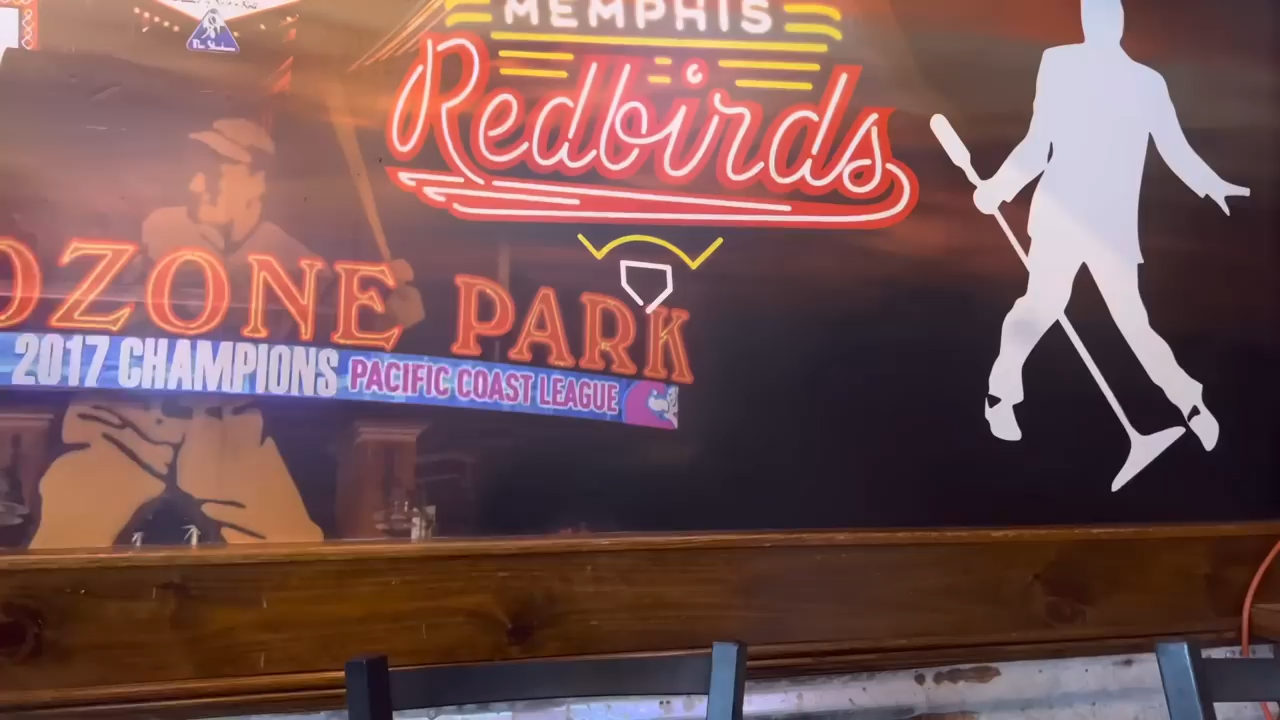 MEMPHIS
Redbirds
OZONE PARK
2017 CHAMPIONS PACIFIC COAST LEAGUE